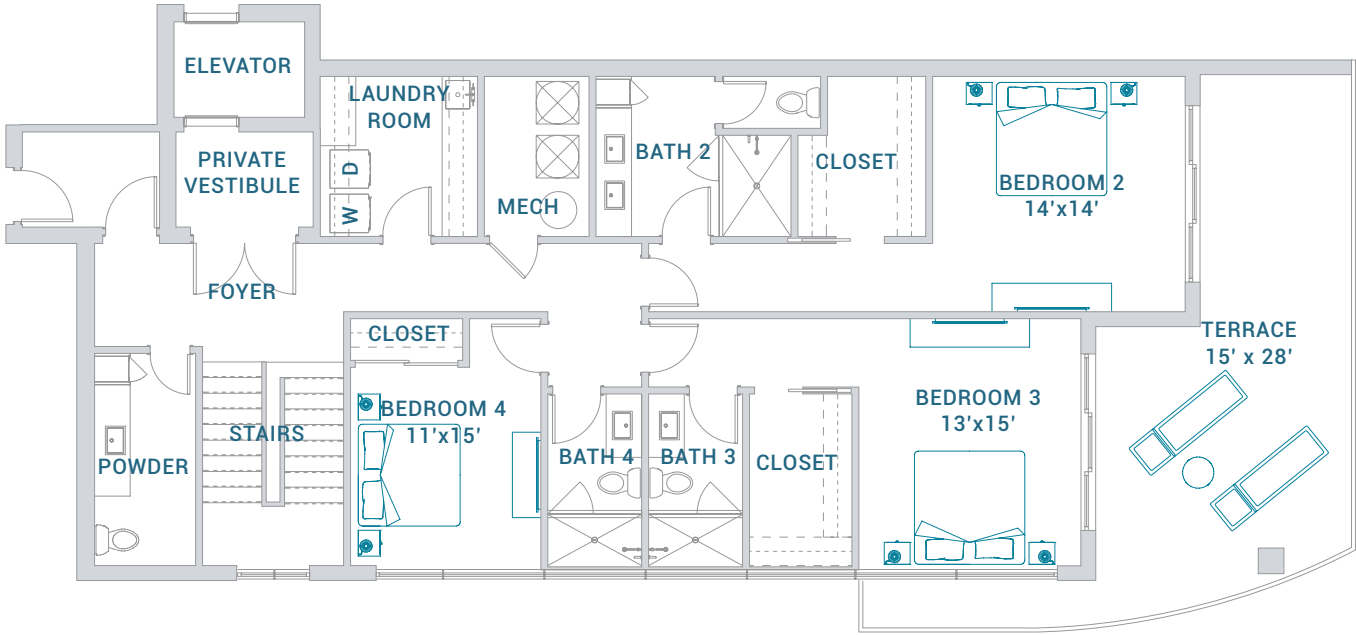 ELEVATOR
LAUNDRY
ROOM
PRIVATE
VESTIBULE
D
W
MECH
BATH 2
CLOSET
BEDROOM 2
14'x14'
FOYER
CLOSET
TERRACE
15' x 28'
BEDROOM 4
11'x15'
BEDROOM 3
13'x15'
STAIRS
POWDER
BATH 4
BATH 3
CLOSET